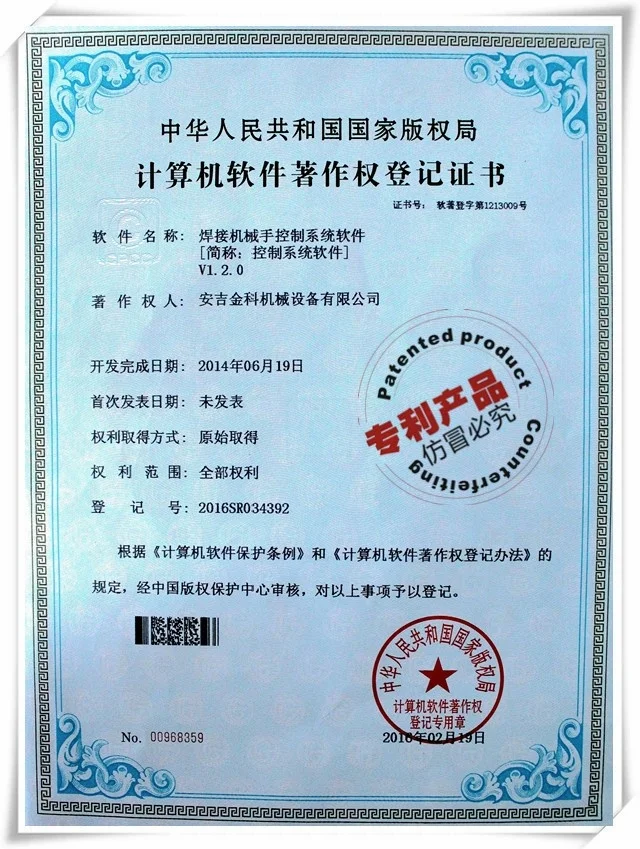 中华人民共和国国家版权局
计算机软件著作权登记证书
证书号： 软著登字第1213009号
CPCC
软件名称： 焊接机械手控制系统软件
[简称：控制系统软件]
V1.2.0
著作权人： 安吉金科机械设备有限公司
开发完成日期： 2014年06月19日
首次发表日期： 未发表
权利取得方式： 原始取得
权利范围： 全部权利
登记号： 2016SR034392
Patented product
专利产品
仿冒必究
Counterfeiting
根据《计算机软件保护条例》和《计算机软件著作权登记办法》的
规定，经中国版权保护中心审核，对以上事项予以登记。
中华人民共和国国家版权局
计算机软件著作权
登记专用章
No. 00968359
2016年02月19日